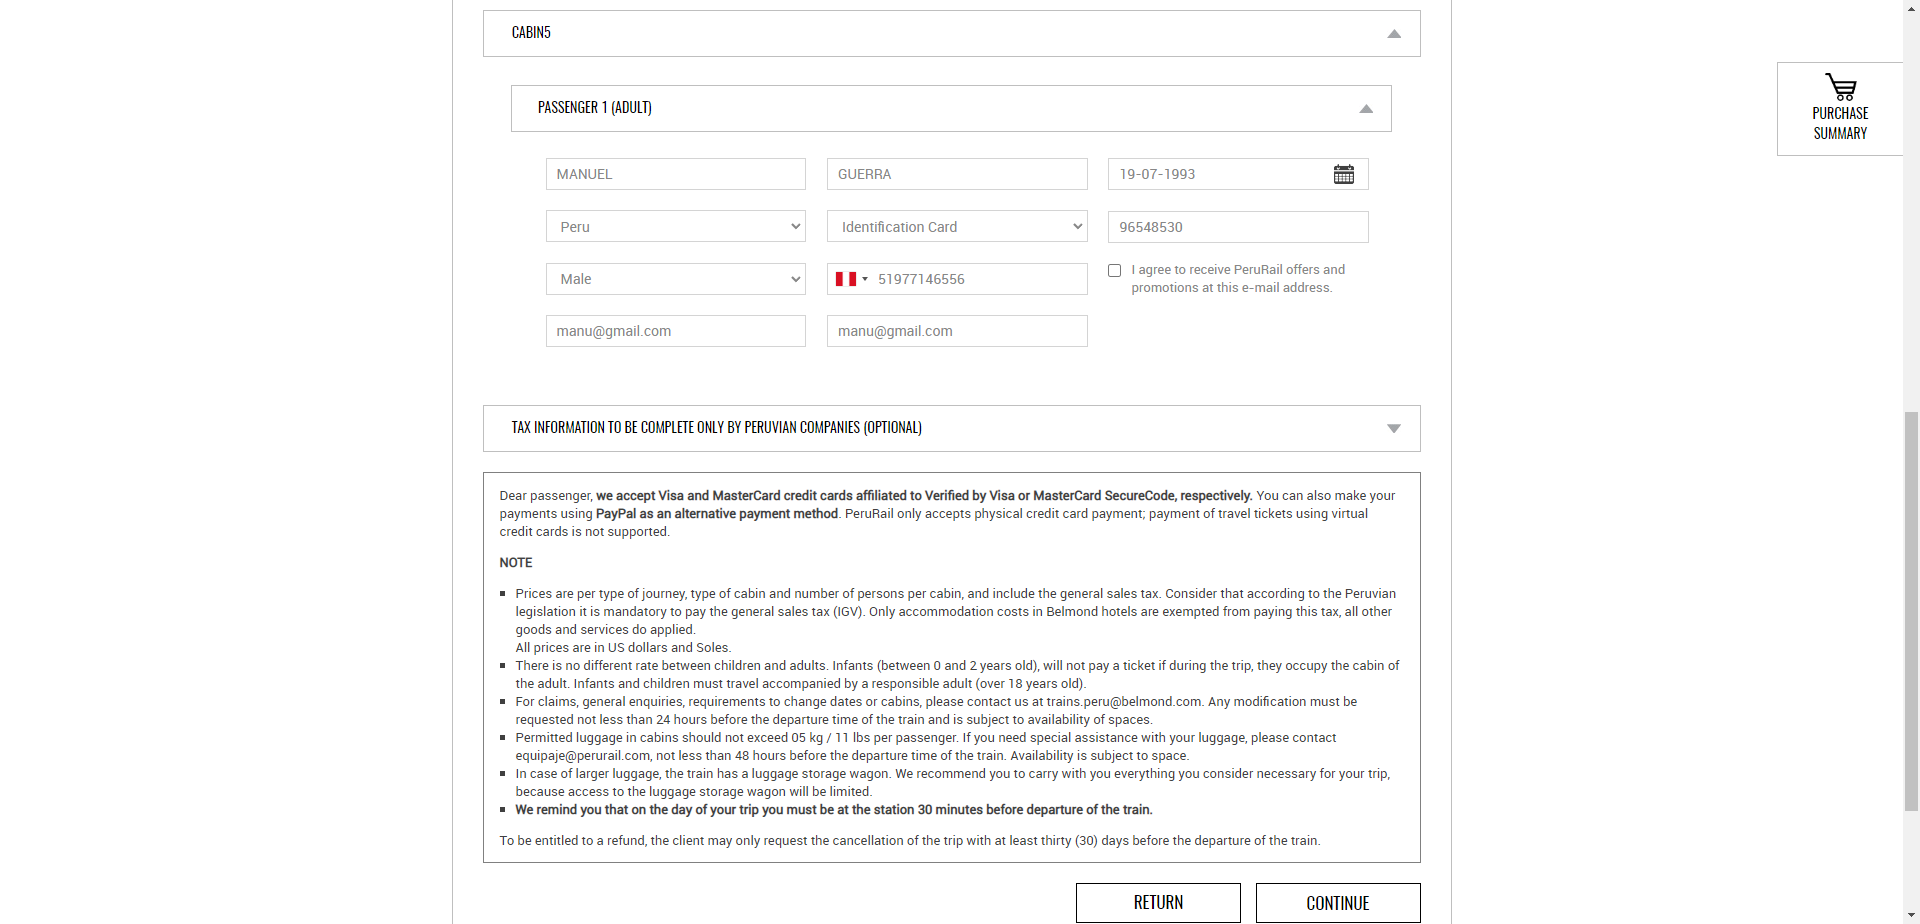 CABIN5
PURCHASE
SUMMARY
PASSENGER 1 (ADULT)
MANUEL
GUERRA
19-07-1993
Peru
Identification Card
96548530
Male
51977146556
I agree to receive PeruRail offers and
promotions at this e-mail address.
manu@gmail.com
manu@gmail.com
TAX INFORMATION TO BE COMPLETE ONLY BY PERUVIAN COMPANIES (OPTIONAL)
Dear passenger, we accept Visa and MasterCard credit cards affiliated to Verified by Visa or MasterCard SecureCode, respectively. You can also make your
payments using PayPal as an alternative payment method. PeruRail only accepts physical credit card payment; payment of travel tickets using virtual
credit cards is not supported.
NOTE
Prices are per type of journey, type of cabin and number of persons per cabin, and include the general sales tax. Consider that according to the Peruvian
legislation it is mandatory to pay the general sales tax (IGV). Only accommodation costs in Belmond hotels are exempted from paying this tax, all other
goods and services do applied.
All prices are in US dollars and Soles.
There is no different rate between children and adults. Infants (between 0 and 2 years old), will not pay a ticket if during the trip, they occupy the cabin of
the adult. Infants and children must travel accompanied by a responsible adult (over 18 years old).
For claims, general enquiries, requirements to change dates or cabins, please contact us at trains.peru@belmond.com. Any modification must be
requested not less than 24 hours before the departure time of the train and is subject to availability of spaces.
Permitted luggage in cabins should not exceed 05 kg / 11 lbs per passenger. If you need special assistance with your luggage, please contact
equipaje@perurail.com, not less than 48 hours before the departure time of the train. Availability is subject to space.
In case of larger luggage, the train has a luggage storage wagon. We recommend you to carry with you everything you consider necessary for your trip,
because access to the luggage storage wagon will be limited.
We remind you that on the day of your trip you must be at the station 30 minutes before departure of the train.
To be entitled to a refund, the client may only request the cancellation of the trip with at least thirty (30) days before the departure of the train.
RETURN
CONTINUE